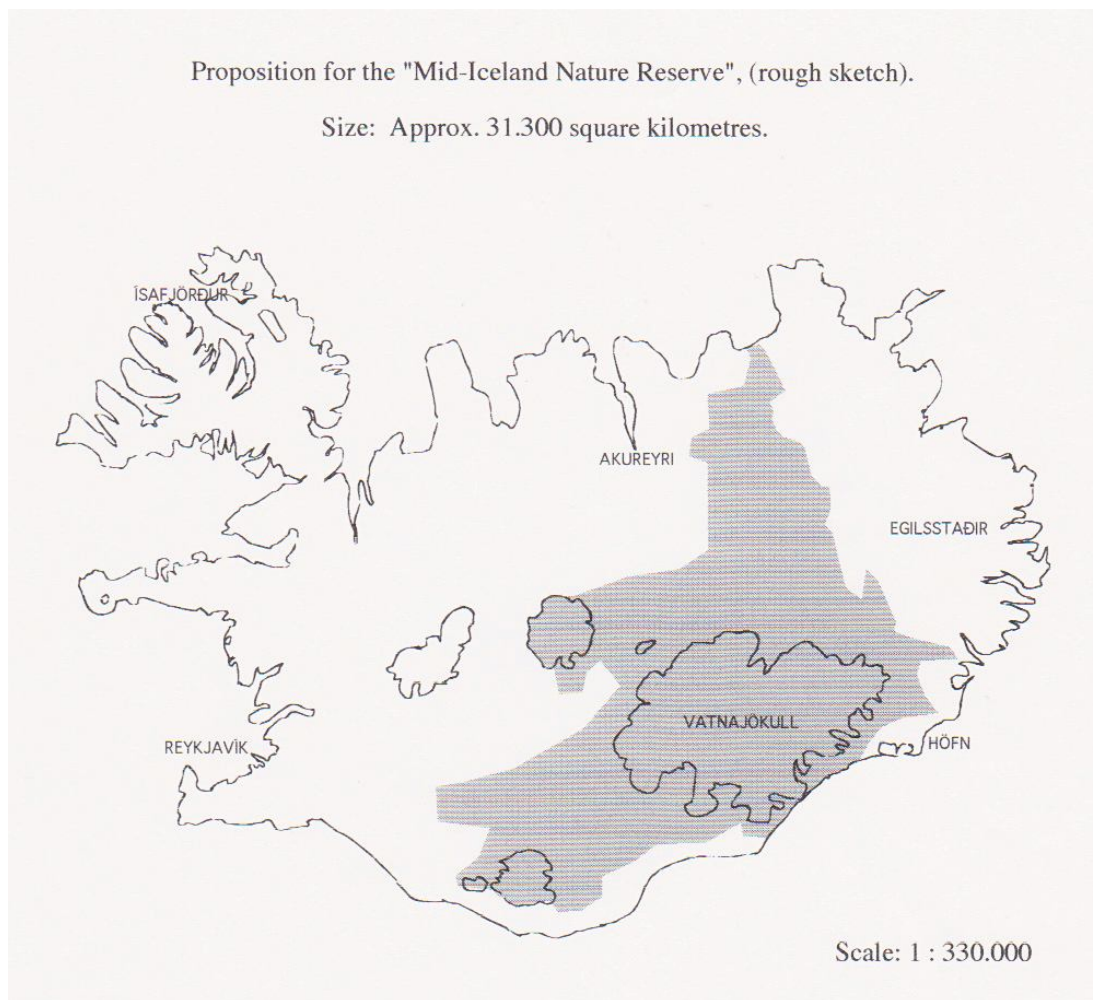 Proposition for the "Mid-Iceland Nature Reserve", (rough sketch).
Size: Approx. 31.300 square kilometres.
ÍSAFJÖRÐUR
AKUREYRI
EGILSSTAÐIR
VATNAJÖKULL
REYKJAVÍK
HÖFN
Scale: 1 : 330.000